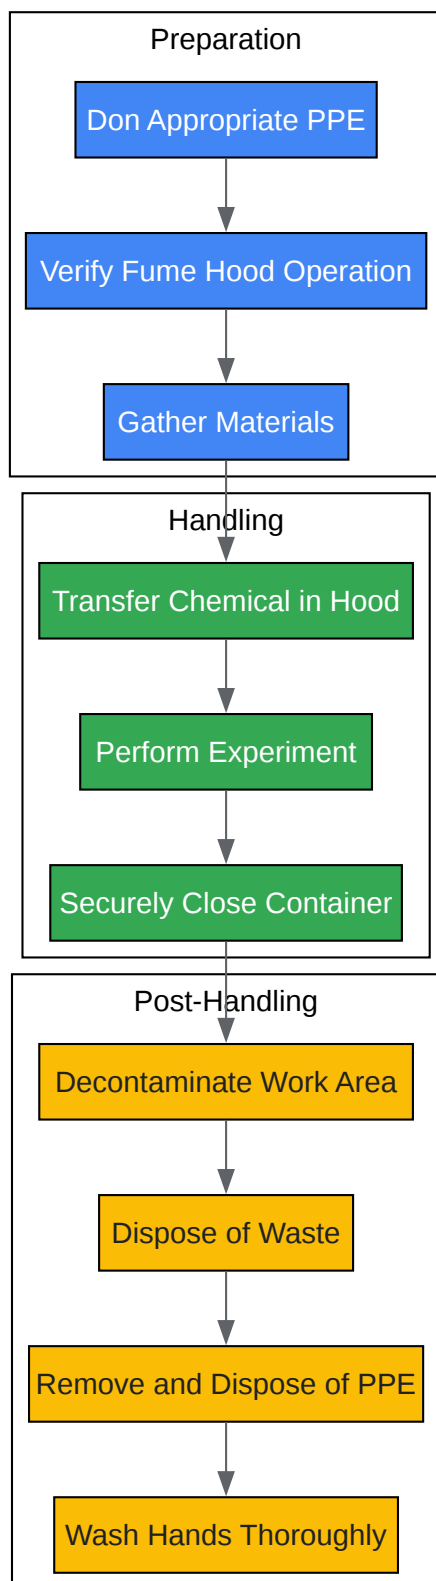 Preparation
Don Appropriate PPE
Verify Fume Hood Operation
Gather Materials
Handling
Transfer Chemical in Hood
Perform Experiment
Securely Close Container
Post-Handling
Decontaminate Work Area
Dispose of Waste
Remove and Dispose of PPE
Wash Hands Thoroughly